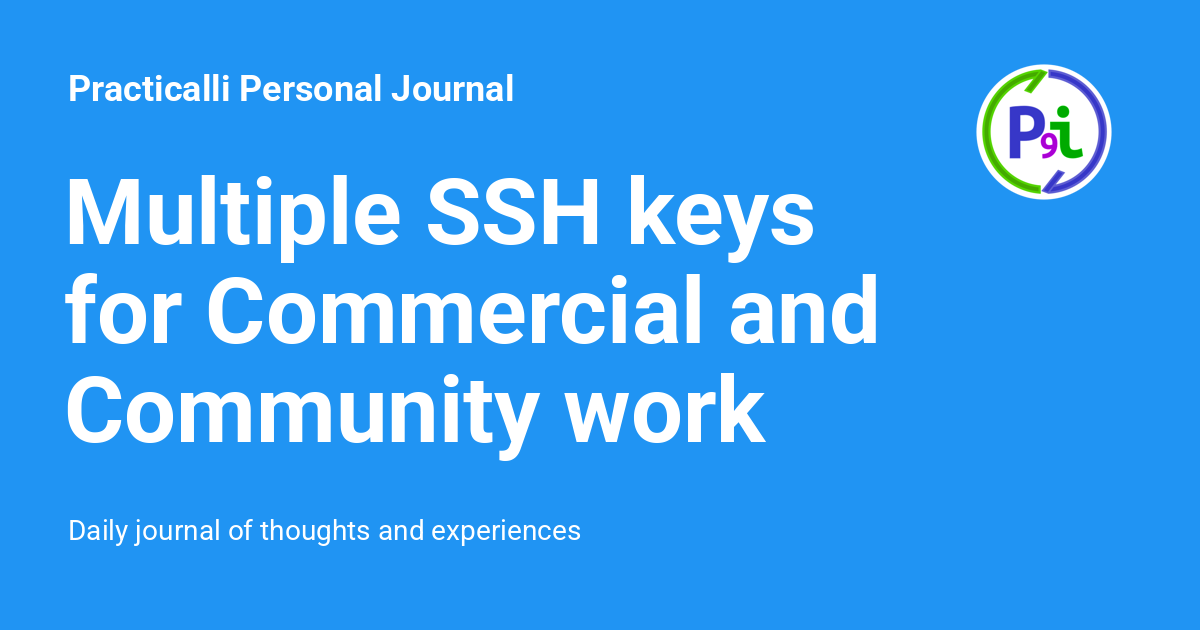 Practicalli Personal Journal
P9i
Multiple SSH keys
for Commercial and
Community work
Daily journal of thoughts and experiences